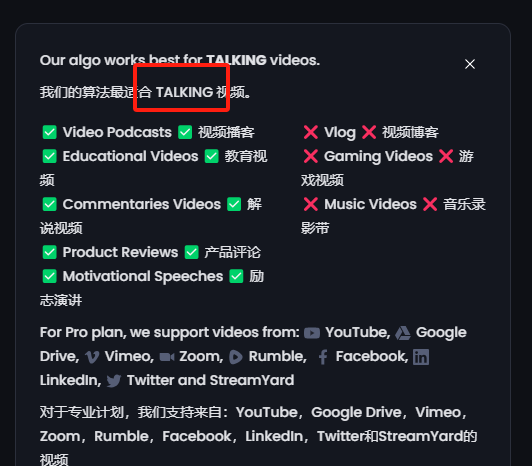 Our algo works best for TALKING videos.
我们的算法最适合 TALKING 视频。
✅ Video Podcasts ✅ 视频播客
✅ Educational Videos ✅ 教育视
频
✅ Commentaries Videos ✅ 解
说视频
✅ Product Reviews ✅ 产品评论
✅ Motivational Speeches ✅ 励
志演讲
❌ Vlog ❌ 视频博客
❌ Gaming Videos ❌ 游
戏视频
❌ Music Videos ❌ 音乐录
影带
For Pro plan, we support videos from: YouTube, Google
Drive, Vimeo, Zoom, Rumble, Facebook,
LinkedIn, Twitter and StreamYard
对于专业计划，我们支持来自：YouTube，Google Drive，Vimeo，
Zoom，Rumble，Facebook，LinkedIn，Twitter和StreamYard的
视频